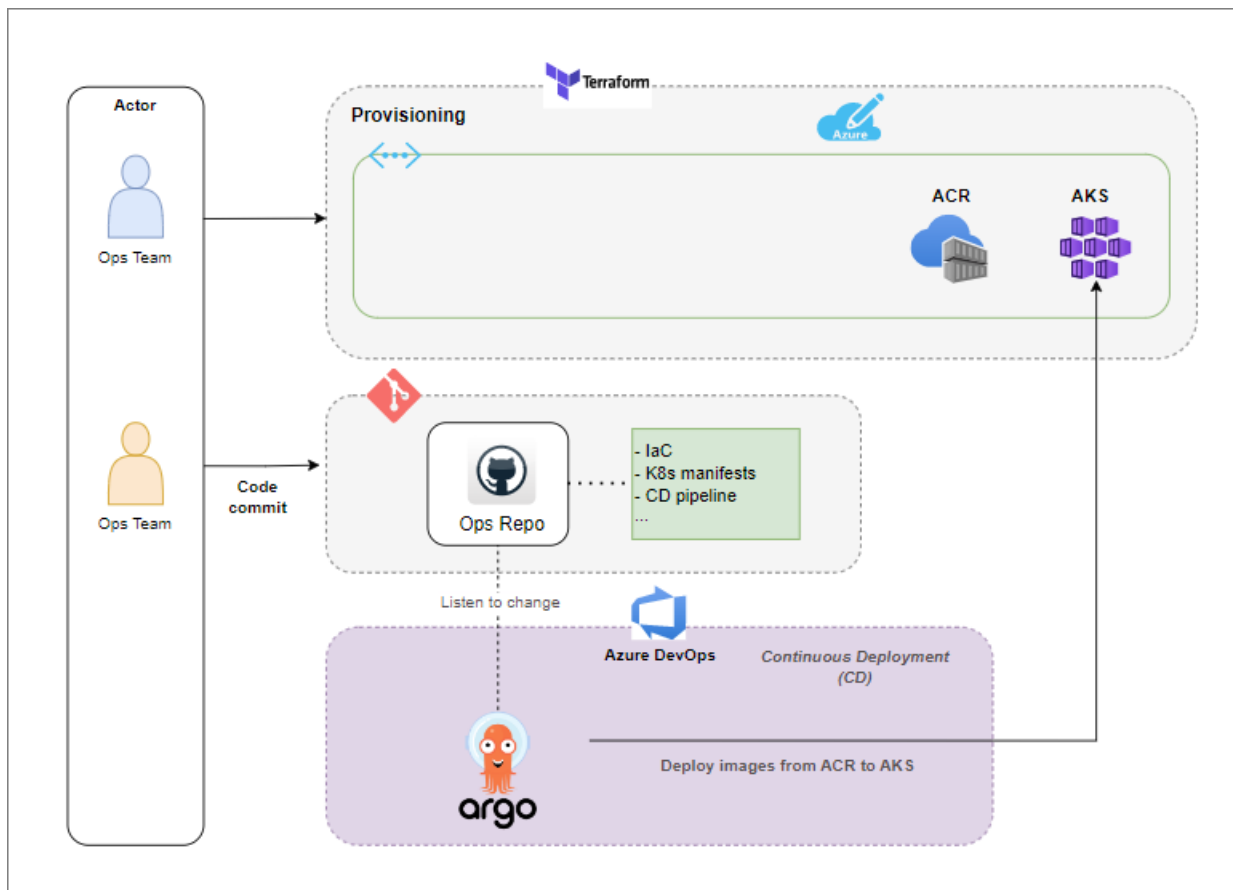 Actor
Ops Team
Ops Team
Terraform
Provisioning
Azure
ACR
AKS
Code
commit
Ops Repo
- IaC
- K8s manifests
- CD pipeline
...
Listen to change
Azure DevOps
Continuous Deployment
(CD)
argo
Deploy images from ACR to AKS